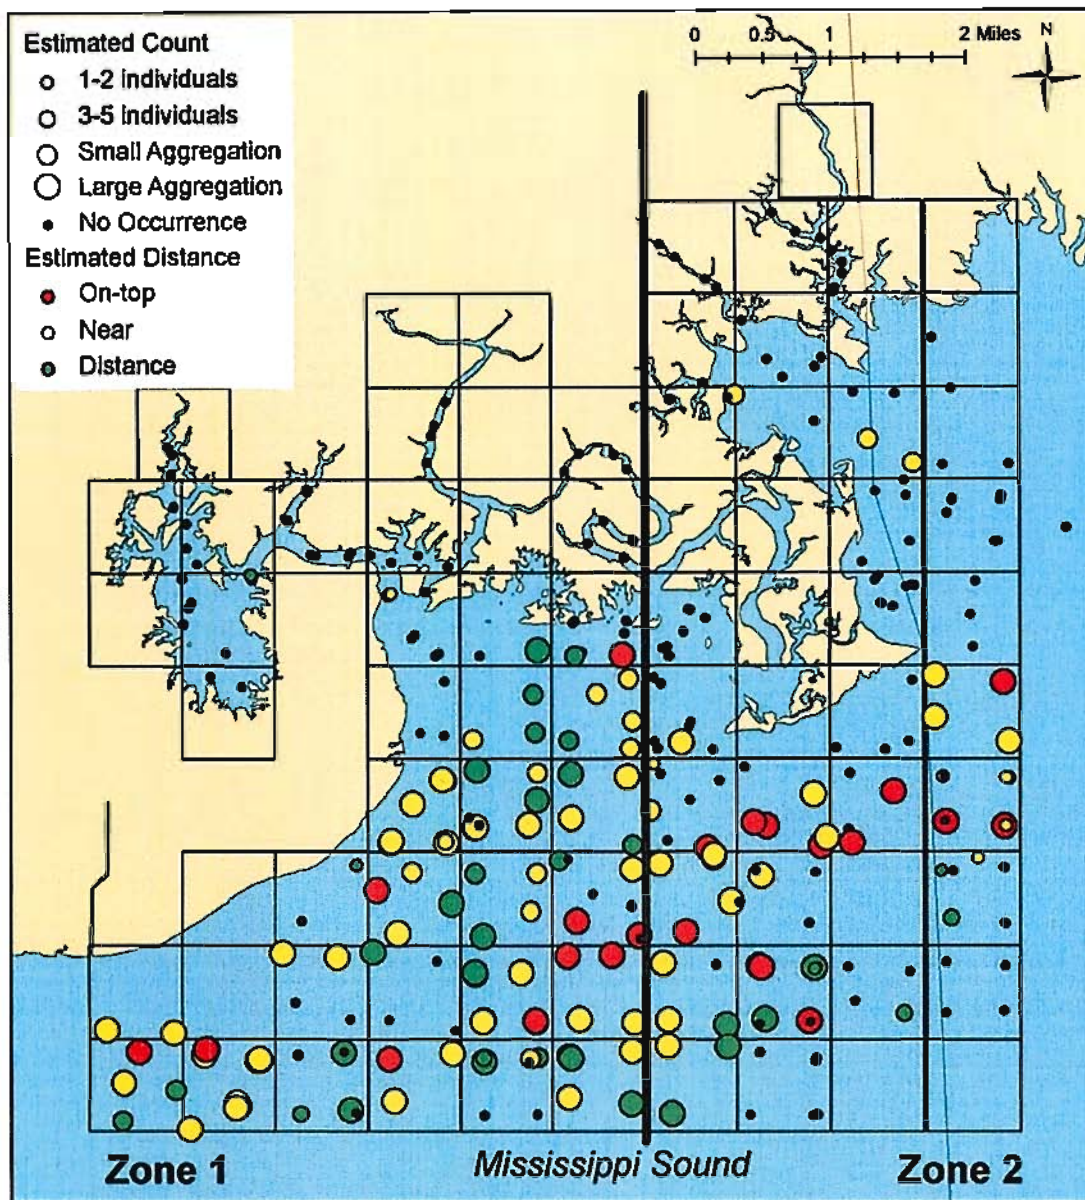 Estimated Count
1-2 individuals
3-5 individuals
Small Aggregation
Large Aggregation
No Occurrence
Estimated Distance
On-top
Near
Distance
0 0.5 1 2 Miles
N
Zone 1
Mississippi Sound
Zone 2